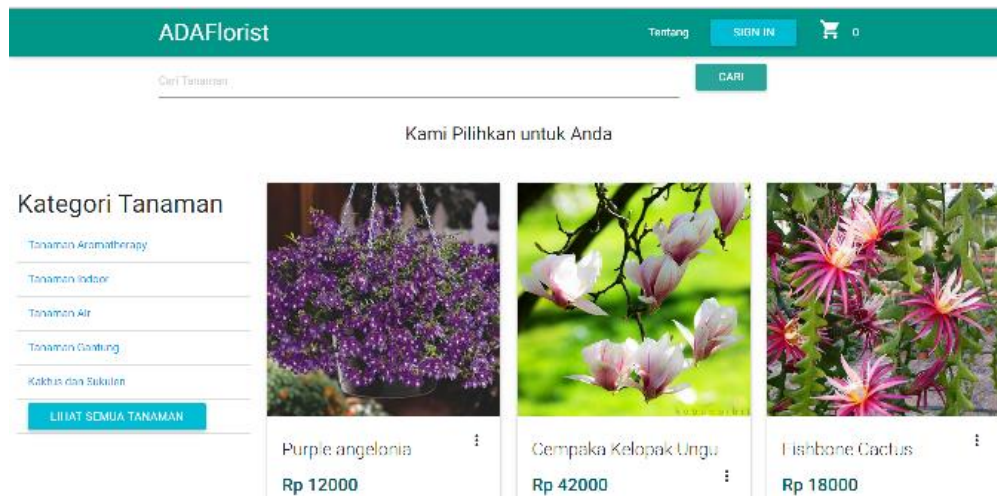 ADAFlorist
Tentang
SIGN IN
0
Cari Tanaman
CARI
Kami Pilihkan untuk Anda
Kategori Tanaman
Tanaman Aromatherapy
Tanaman Indoor
Tanaman Air
Tanaman Gantung
Kaktus dan Sukulen
LIHAT SEMUA TANAMAN
Purple angelonia
Rp 12000
Cempaka Kelopak Ungu
Rp 42000
Fishbone Cactus
Rp 18000